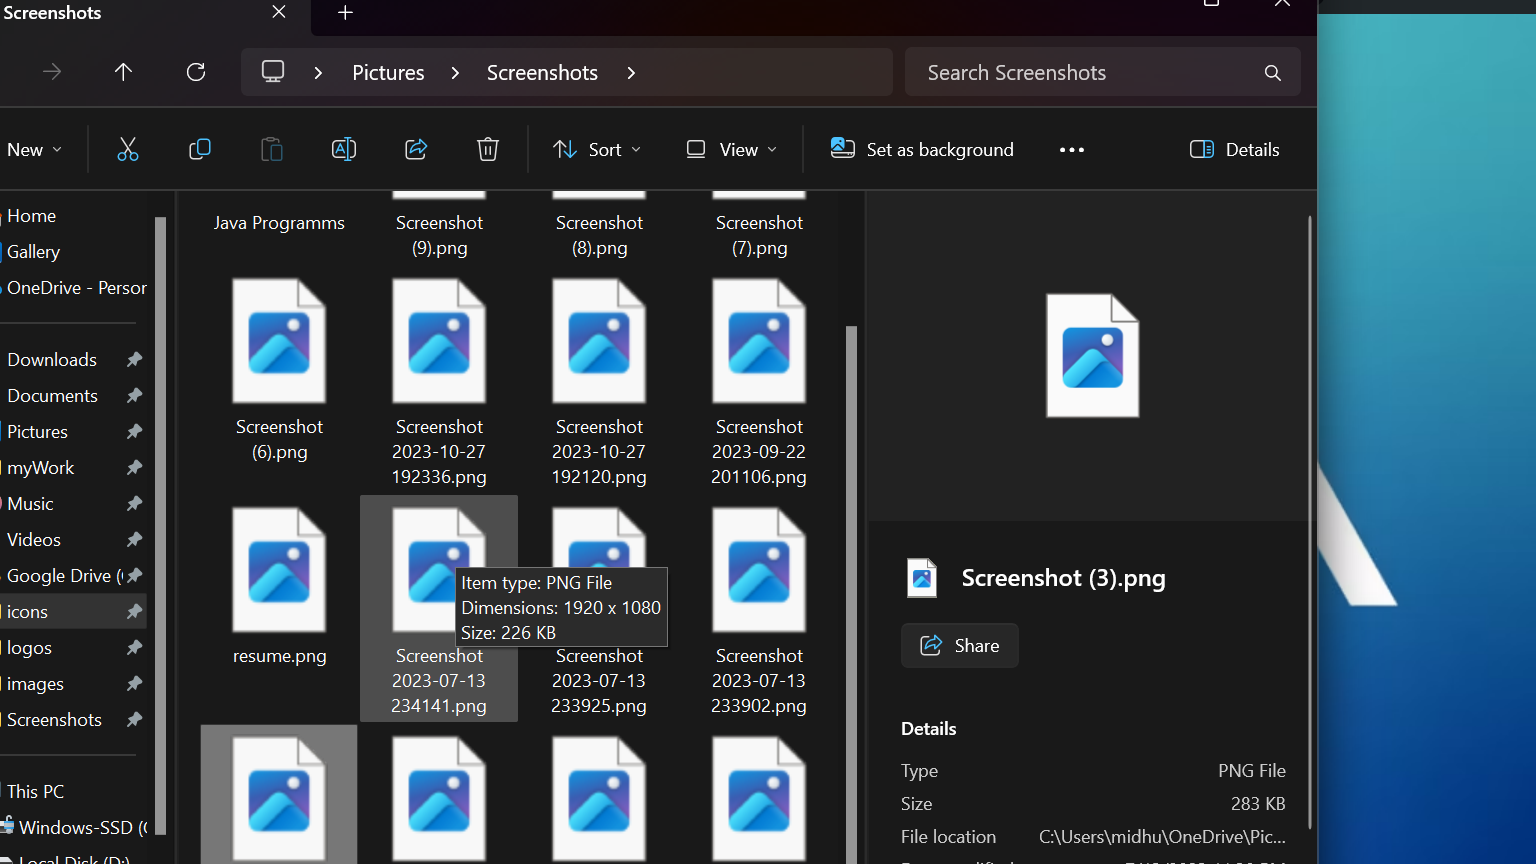 Screenshots
Pictures
Screenshots
Search Screenshots
New
Sort
View
Set as background
Details
Home
Gallery
OneDrive - Person
Downloads
Documents
Pictures
myWork
Music
Videos
Google Drive (
icons
logos
images
Screenshots
This PC
Windows-SSD (
Local Disk (D:)
Java Programms
Screenshot
(9).png
Screenshot
(8).png
Screenshot
(7).png
Screenshot
(6).png
Screenshot
2023-10-27
192336.png
Screenshot
2023-10-27
192120.png
Screenshot
2023-09-22
201106.png
resume.png
Screenshot
2023-07-13
234141.png
Screenshot
2023-07-13
233925.png
Screenshot
2023-07-13
233902.png
Item type: PNG File
Dimensions: 1920 x 1080
Size: 226 KB
Screenshot (3).png
Share
Details
Type PNG File
Size 283 KB
File location C:\Users\midhu\OneDrive\Pic...